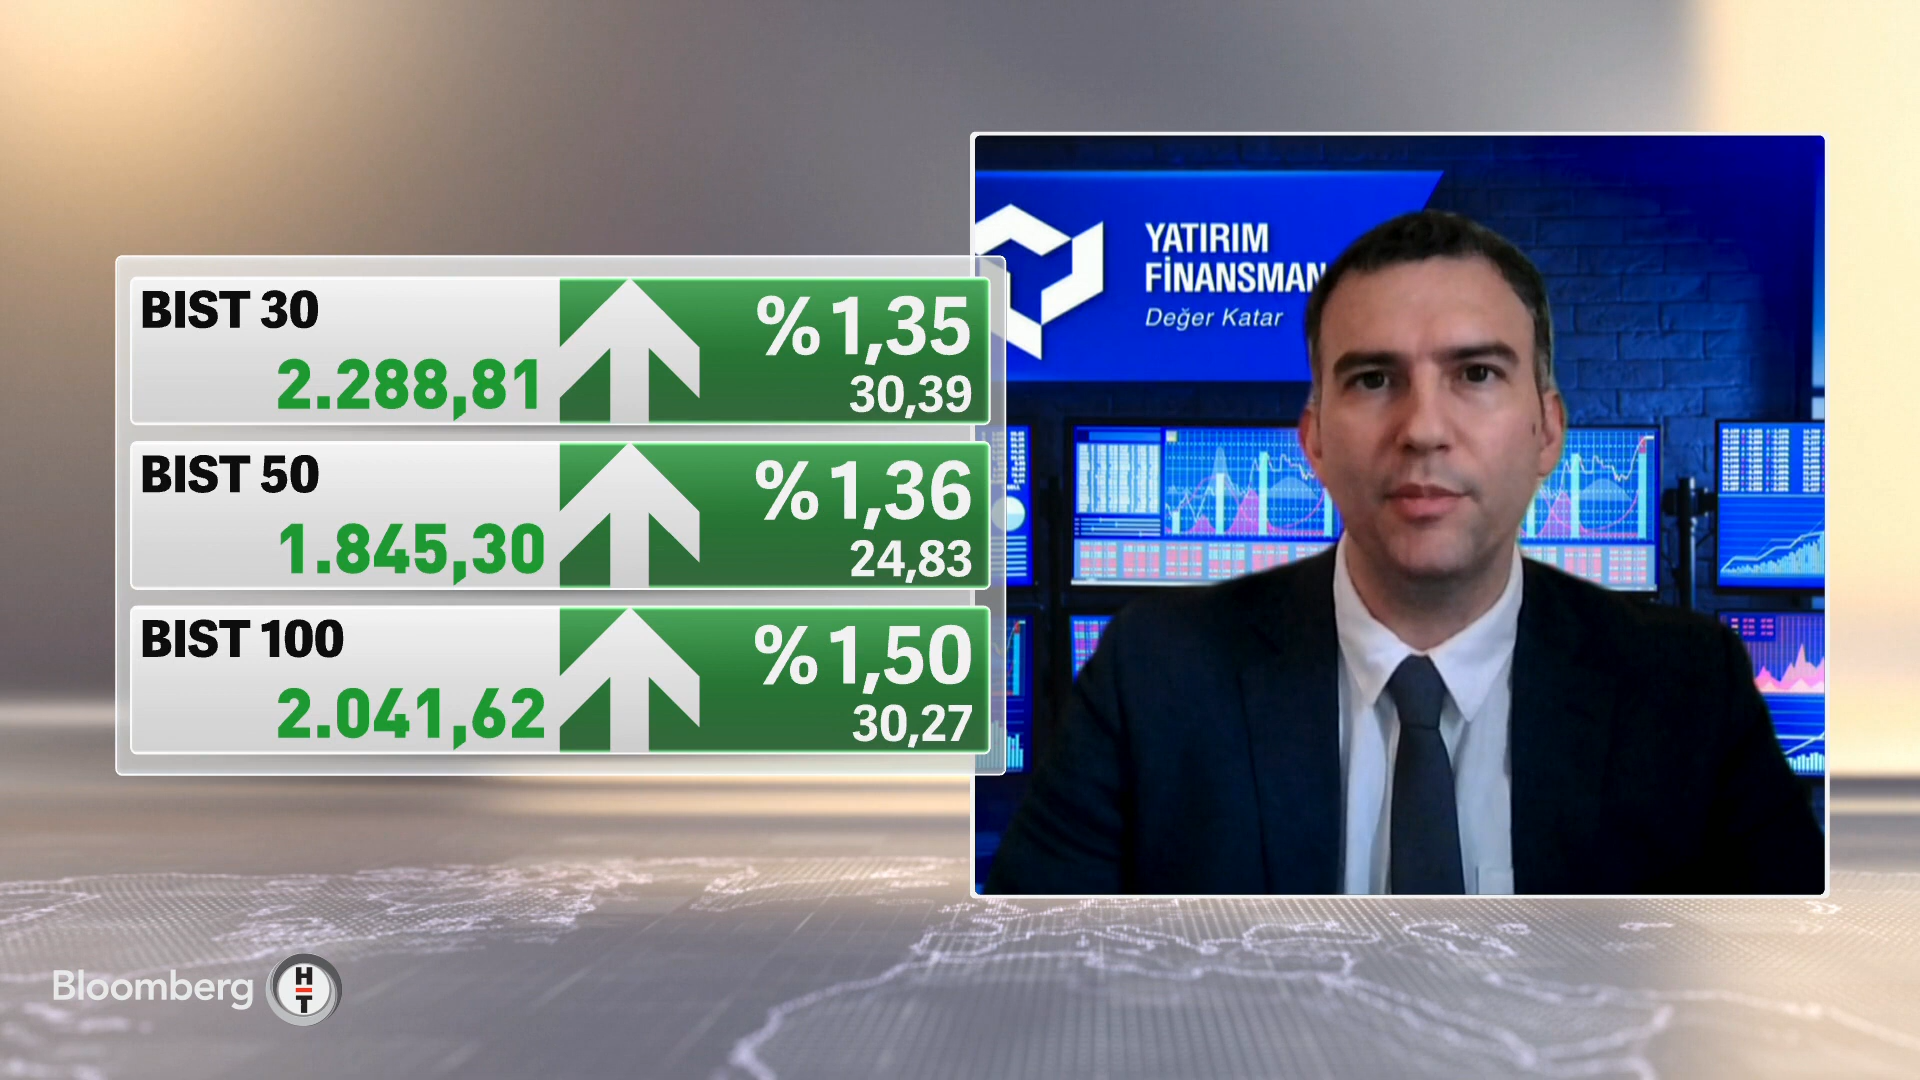 BIST 30
2.288,81
%1,35
30,39
BIST 50
1.845,30
%1,36
24,83
BIST 100
2.041,62
%1,50
30,27
YATIRIM
FİNANSMAN
Değer Katar
Bloomberg HT